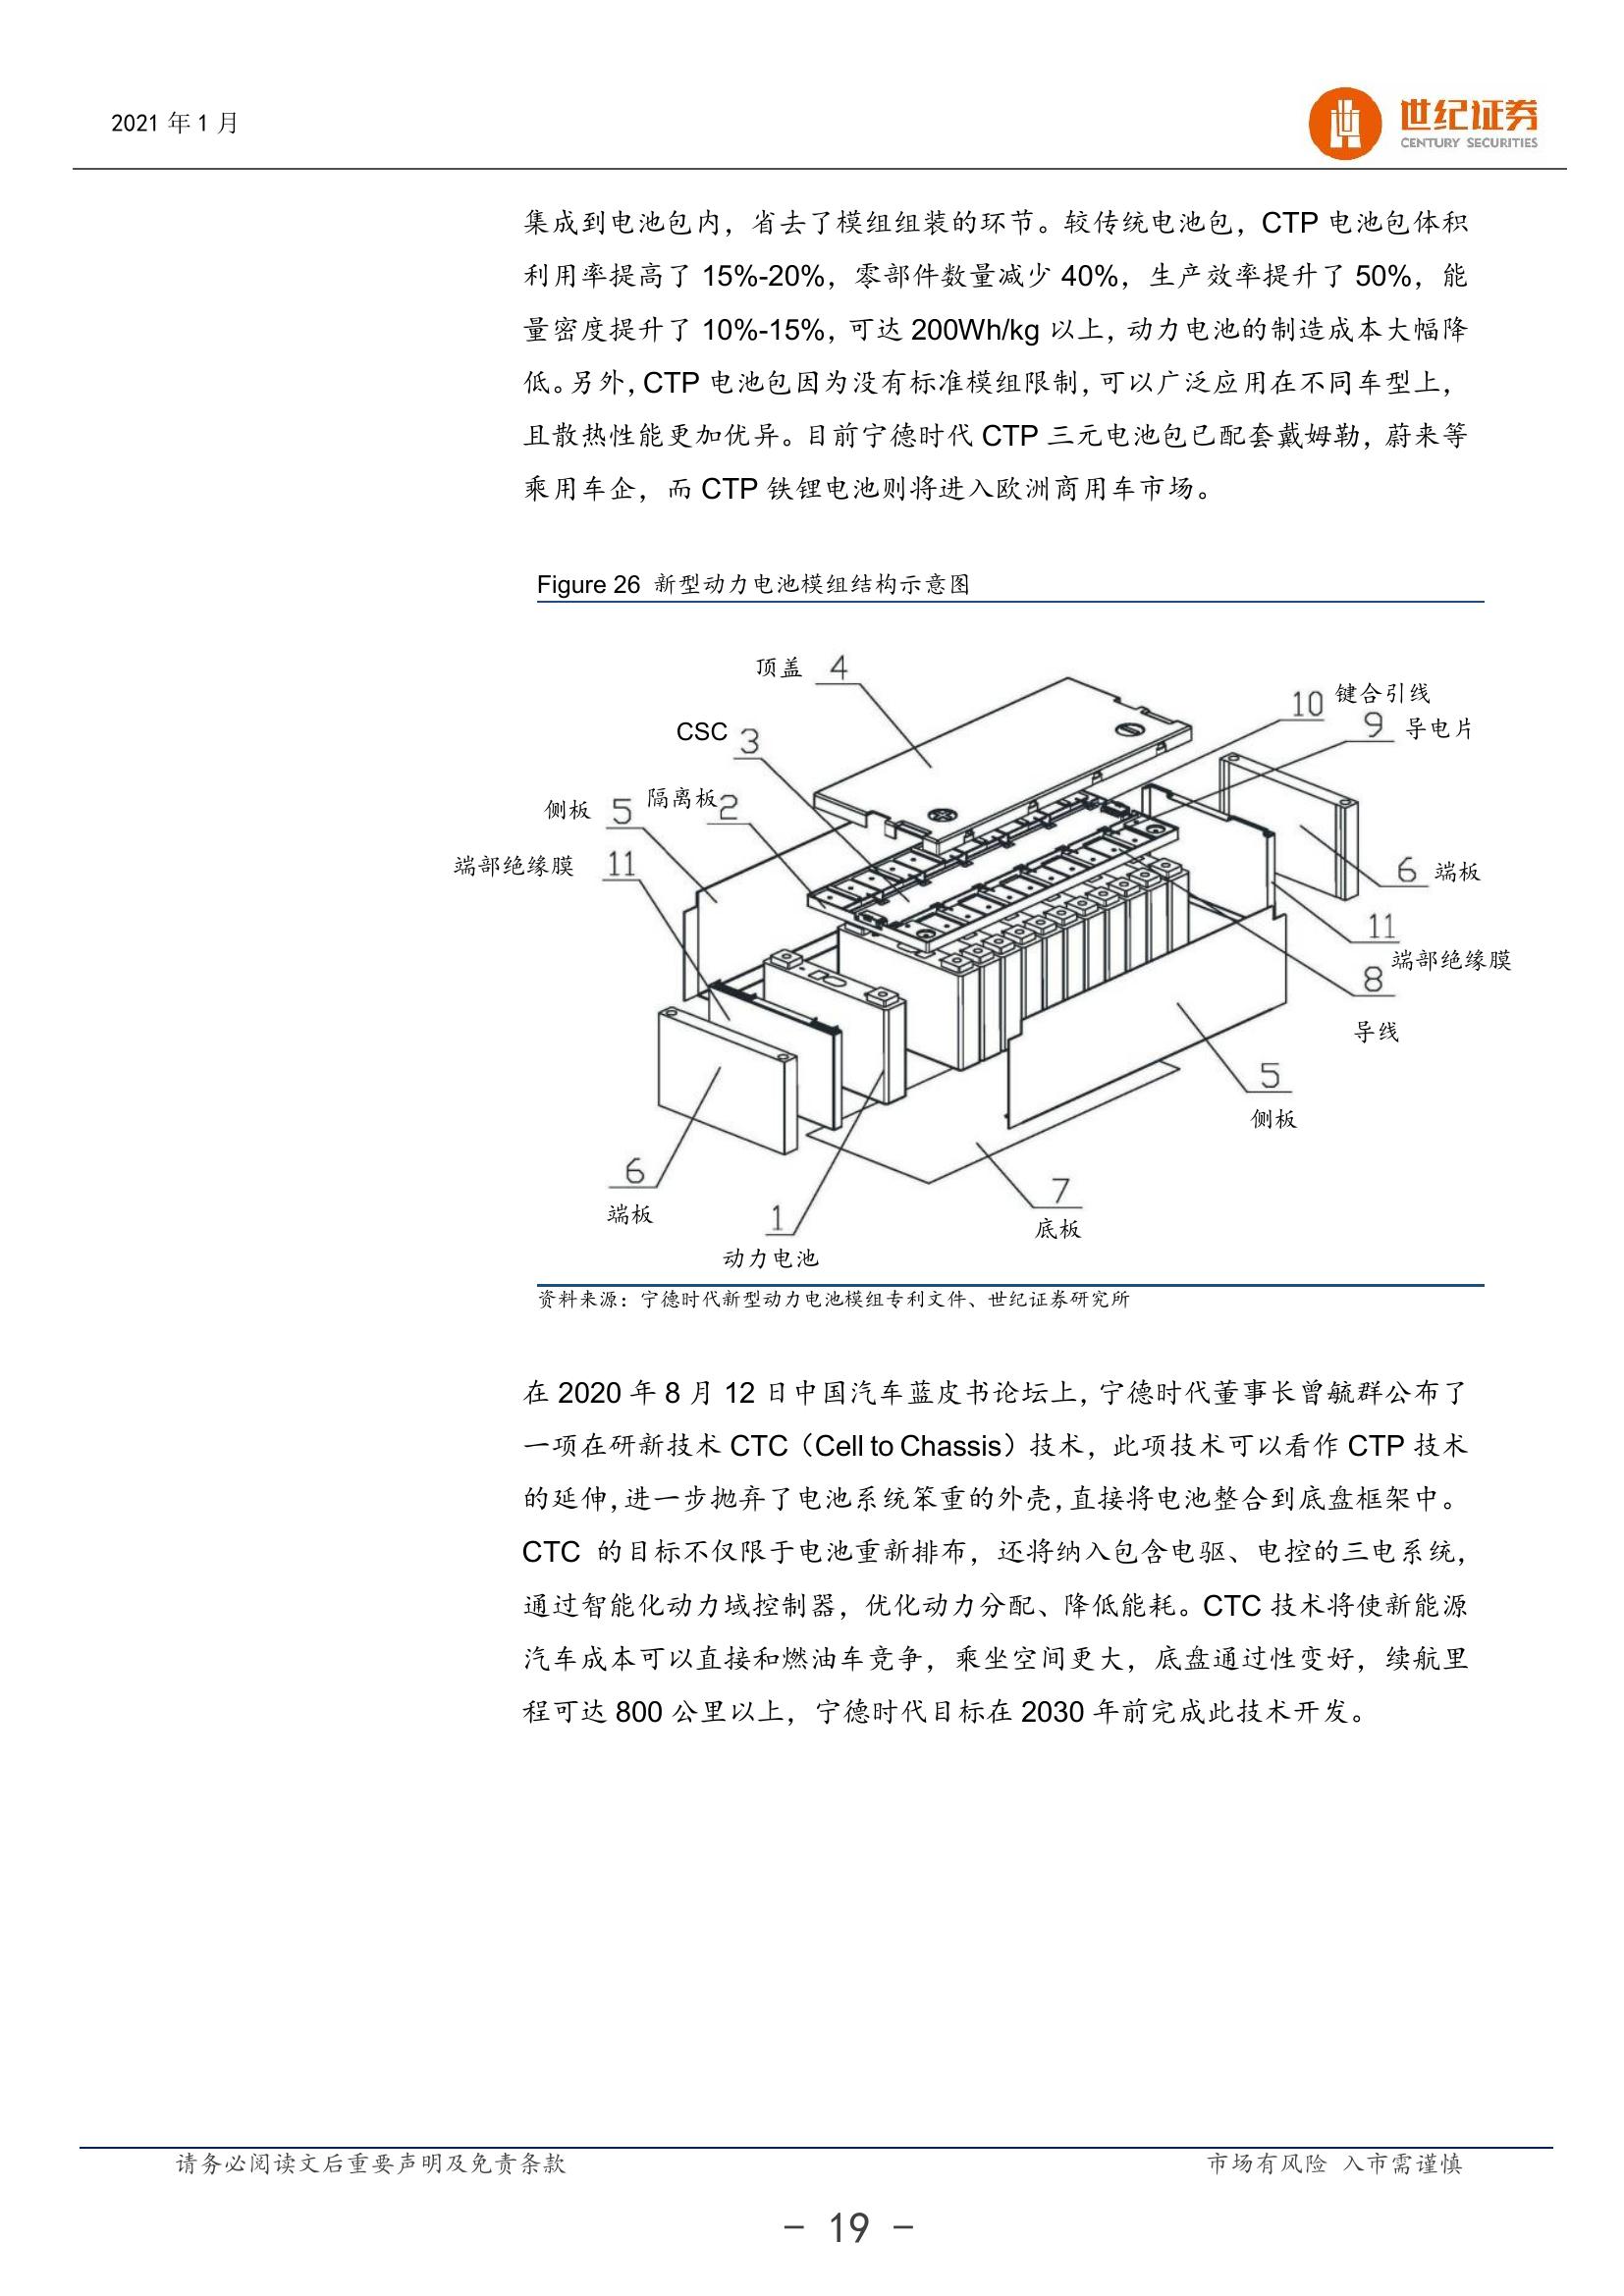 2021 年 1 月
世纪证券
CENTURY SECURITIES
集成到电池包内，省去了模组组装的环节。较传统电池包，CTP 电池包体积
利用率提高了 15%-20%，零部件数量减少 40%，生产效率提升了 50%，能
量密度提升了 10%-15%，可达 200Wh/kg 以上，动力电池的制造成本大幅降
低。另外，CTP 电池包因为没有标准模组限制，可以广泛应用在不同车型上，
且散热性能更加优异。目前宁德时代 CTP 三元电池包已配套戴姆勒，蔚来等
乘用车企，而 CTP 铁锂电池则将进入欧洲商用车市场。
Figure 26 新型动力电池模组结构示意图
顶盖 4
10 键合引线
CSC 3
9 导电片
侧板 5
隔离板 2
端部绝缘膜 11
6 端板
11
端部绝缘膜
8
导线
5
侧板
6
端板
7
底板
1
动力电池
资料来源：宁德时代新型动力电池模组专利文件、世纪证券研究所
在 2020 年 8 月 12 日中国汽车蓝皮书论坛上，宁德时代董事长曾毓群公布了
一项在研新技术 CTC（Cell to Chassis）技术，此项技术可以看作 CTP 技术
的延伸，进一步抛弃了电池系统笨重的外壳，直接将电池整合到底盘框架中。
CTC 的目标不仅限于电池重新排布，还将纳入包含电驱、电控的三电系统，
通过智能化动力域控制器，优化动力分配、降低能耗。CTC 技术将使新能源
汽车成本可以直接和燃油车竞争，乘坐空间更大，底盘通过性变好，续航里
程可达 800 公里以上，宁德时代目标在 2030 年前完成此技术开发。
请务必阅读文后重要声明及免责条款
市场有风险 入市需谨慎
- 19 -